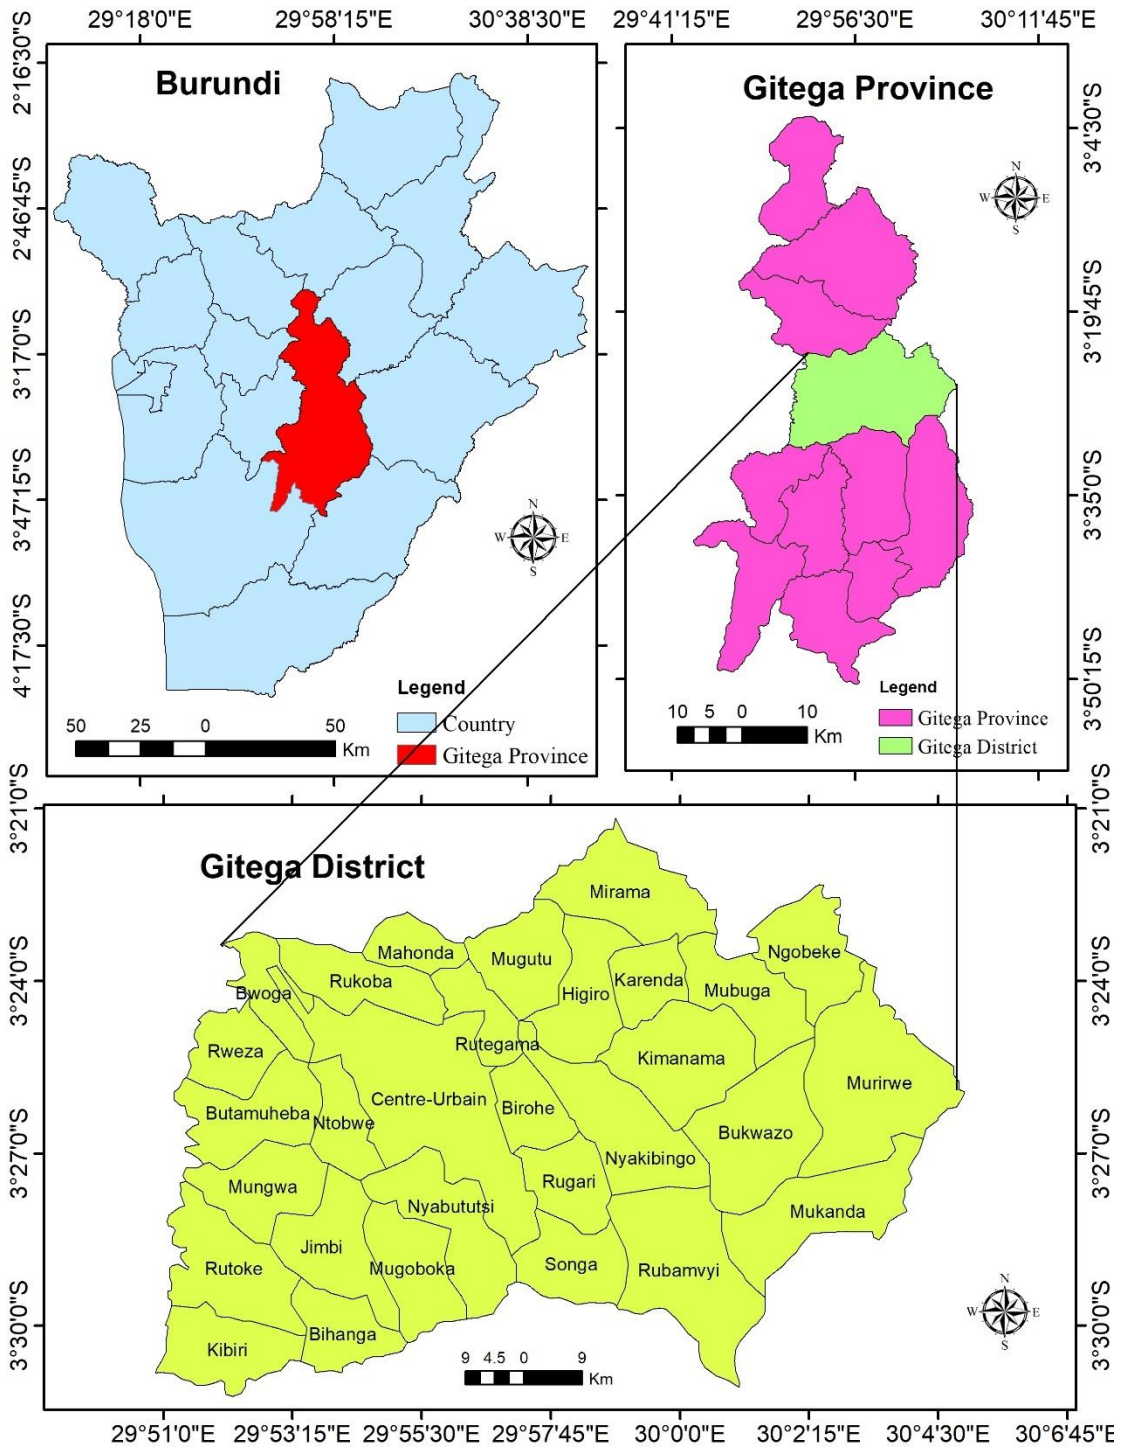 29°18'0"E 29°58'15"E 30°38'30"E
29°41'15"E 29°56'30"E 30°11'45"E
Burundi
2°16'30"S
2°46'45"S
3°17'0"S
3°47'15"S
4°17'30"S
N
W E
S
Legend
Country
Gitega Province
50 25 0 50
Km
Gitega Province
3°4'30"S
3°19'45"S
3°35'0"S
3°50'15"S
N
W E
S
Legend
Gitega Province
Gitega District
10 5 0 10
Km
Gitega District
3°21'0"S
3°24'0"S
3°27'0"S
3°30'0"S
3°21'0"S
3°24'0"S
3°27'0"S
3°30'0"S
Mirama
Mahonda
Mugutu
Ngobeke
Rukoba
Karenda
Bwoga
Higiro
Mubuga
Rweza
Rutegama
Kimanama
Murirwe
Butamuheba
Centre-Urbain
Birohe
Ntobwe
Bukwazo
Nyakibingo
Mungwa
Rugari
Nyabututsi
Mukanda
Jimbi
Rutoke
Mugoboka
Songa
Rubamvyi
Bihanga
Kibiri
N
W E
S
9 4.5 0 9
Km
29°51'0"E 29°53'15"E 29°55'30"E 29°57'45"E 30°0'0"E 30°2'15"E 30°4'30"E 30°6'45"E